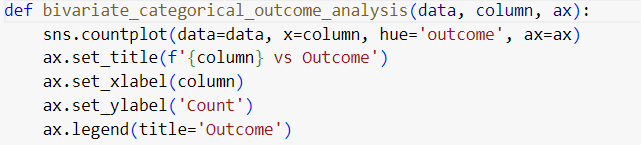 def bivariate_categorical_outcome_analysis(data, column, ax):
    sns.countplot(data=data, x=column, hue='outcome', ax=ax)
    ax.set_title(f'{column} vs Outcome')
    ax.set_xlabel(column)
    ax.set_ylabel('Count')
    ax.legend(title='Outcome')